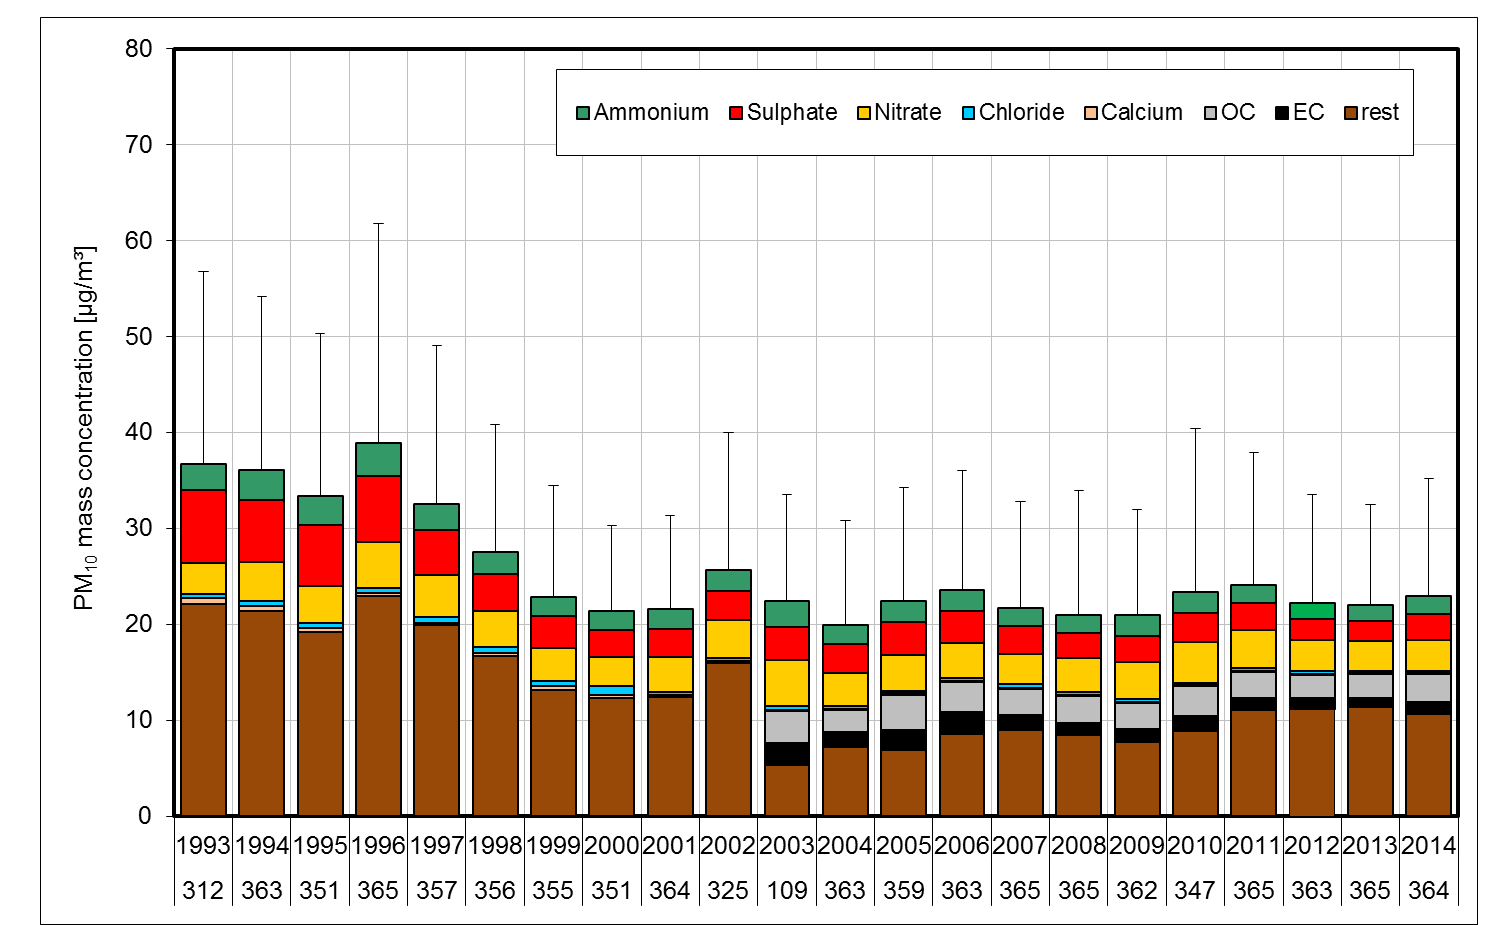 80
Ammonium Sulphate Nitrate Chloride Calcium OC EC rest
70
60
50
40
30
20
10
0
PM₁₀ mass concentration [µg/m³]
1993 1994 1995 1996 1997 1998 1999 2000 2001 2002 2003 2004 2005 2006 2007 2008 2009 2010 2011 2012 2013 2014
312 363 351 365 357 356 355 351 364 325 109 363 359 363 365 365 362 347 365 363 365 364